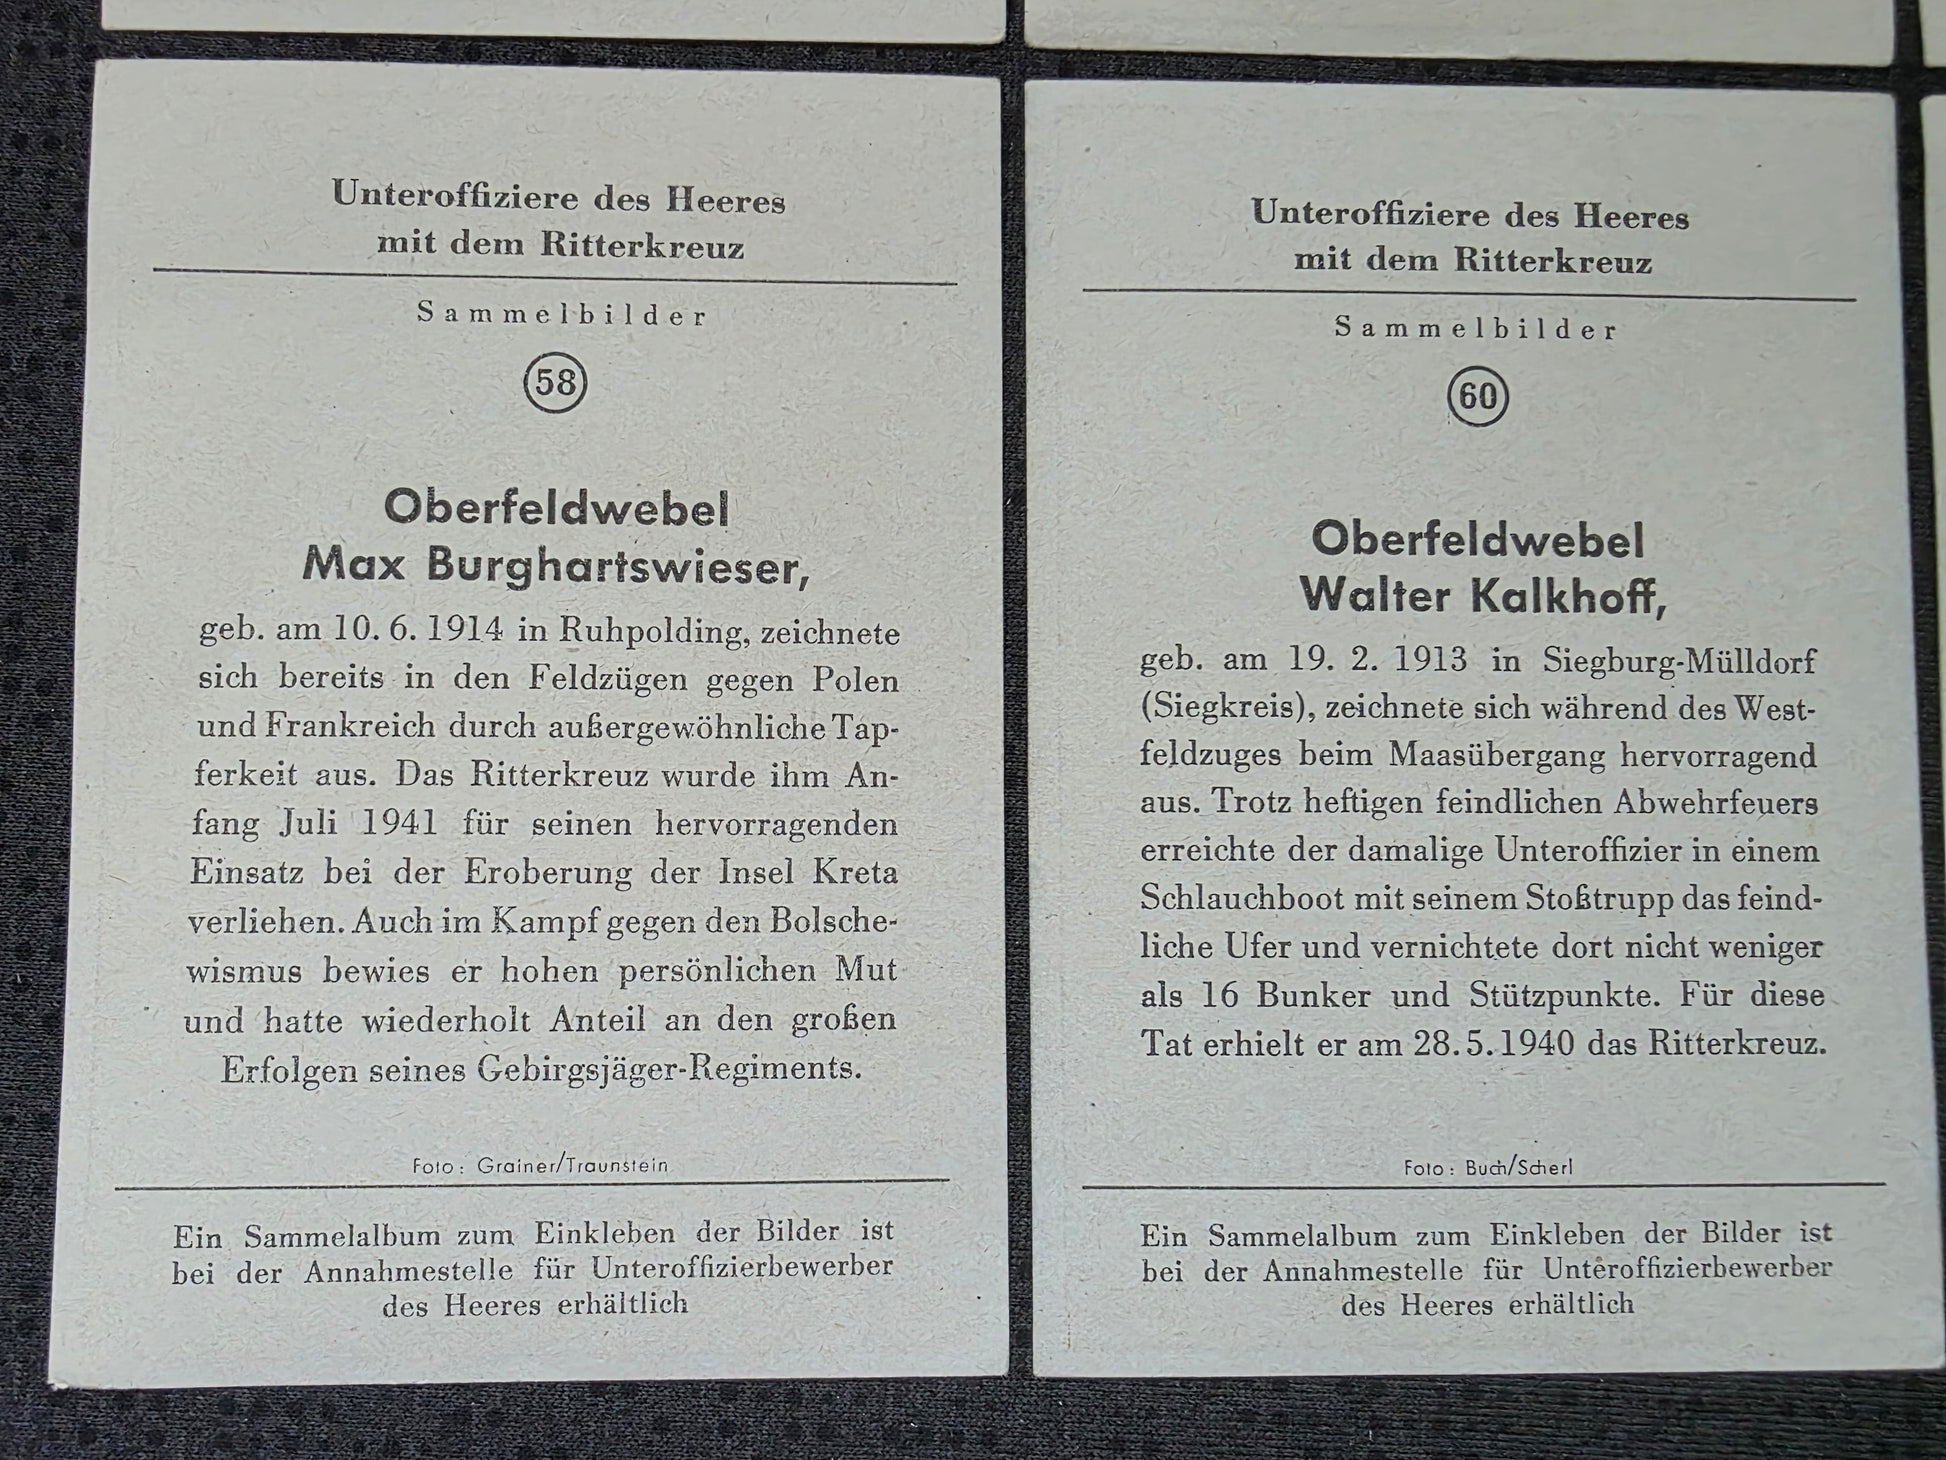 Unteroffiziere des Heeres
mit dem Ritterkreuz
Sammelbilder
58
Oberfeldwebel
Max Burghartswieser,
geb. am 10. 6. 1914 in Ruhpolding, zeichnete
sich bereits in den Feldzügen gegen Polen
und Frankreich durch außergewöhnliche Tap-
ferkeit aus. Das Ritterkreuz wurde ihm An-
fang Juli 1941 für seinen hervorragenden
Einsatz bei der Eroberung der Insel Kreta
verliehen. Auch im Kampf gegen den Bolsche-
wismus bewies er hohen persönlichen Mut
und hatte wiederholt Anteil an den großen
Erfolgen seines Gebirgsjäger-Regiments.
Foto: Grainer/Traunstein
Ein Sammelalbum zum Einkleben der Bilder ist
bei der Annahmestelle für Unteroffizierbewerber
des Heeres erhältlich
Unteroffiziere des Heeres
mit dem Ritterkreuz
Sammelbilder
60
Oberfeldwebel
Walter Kalkhoff,
geb. am 19. 2. 1913 in Siegburg-Mülldorf
(Siegkreis), zeichnete sich während des West-
feldzuges beim Maasübergang hervorragend
aus. Trotz heftigen feindlichen Abwehrfeuers
erreichte der damalige Unteroffizier in einem
Schlauchboot mit seinem Stoßtrupp das feind-
liche Ufer und vernichtete dort nicht weniger
als 16 Bunker und Stützpunkte. Für diese
Tat erhielt er am 28. 5. 1940 das Ritterkreuz.
Foto: Buch/Scherl
Ein Sammelalbum zum Einkleben der Bilder ist
bei der Annahmestelle für Unteroffizierbewerber
des Heeres erhältlich